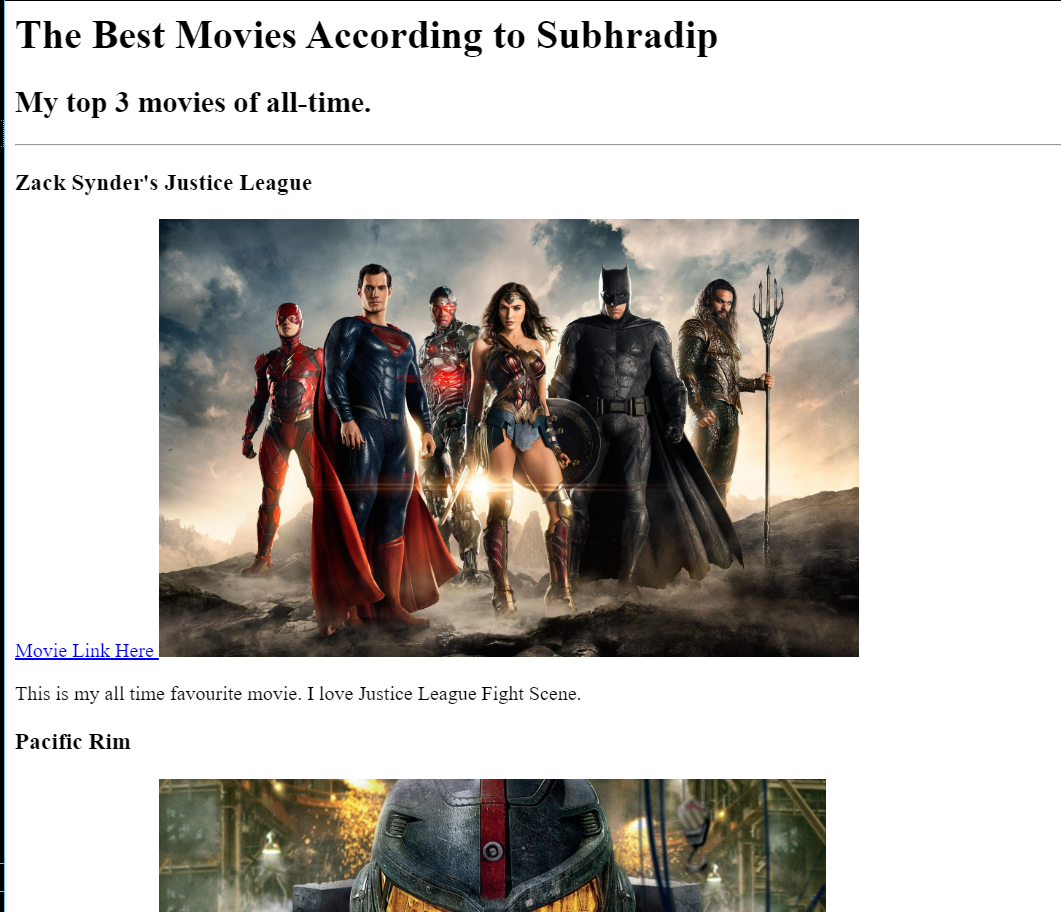 The Best Movies According to Subhradip
My top 3 movies of all-time.
Zack Synder's Justice League
Movie Link Here
This is my all time favourite movie. I love Justice League Fight Scene.
Pacific Rim